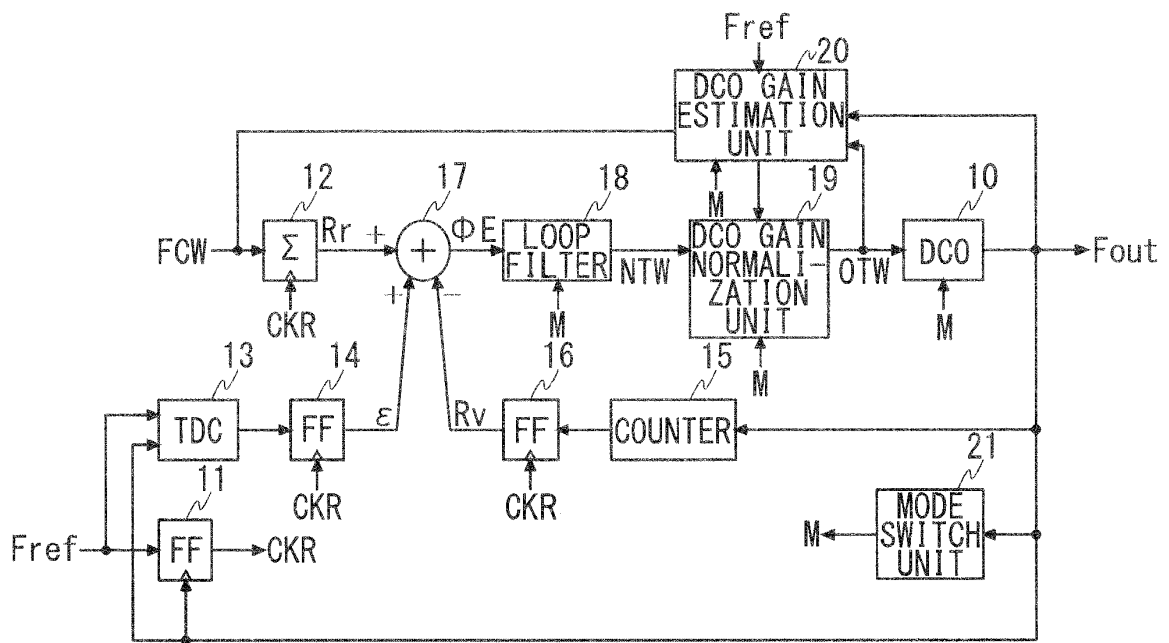 Fref
20
DCO GAIN
ESTIMATION
UNIT
12
17
18
M
19
10
FCW
Σ
Rr
+
+
ΦE
LOOP
FILTER
NTW
DCO GAIN
NORMALI-
ZATION
UNIT
OTW
DCO
Fout
CKR
+
−
M
M
M
13
14
16
15
TDC
FF
ε
Rv
FF
COUNTER
21
CKR
CKR
11
Fref
FF
CKR
M
MODE
SWITCH
UNIT